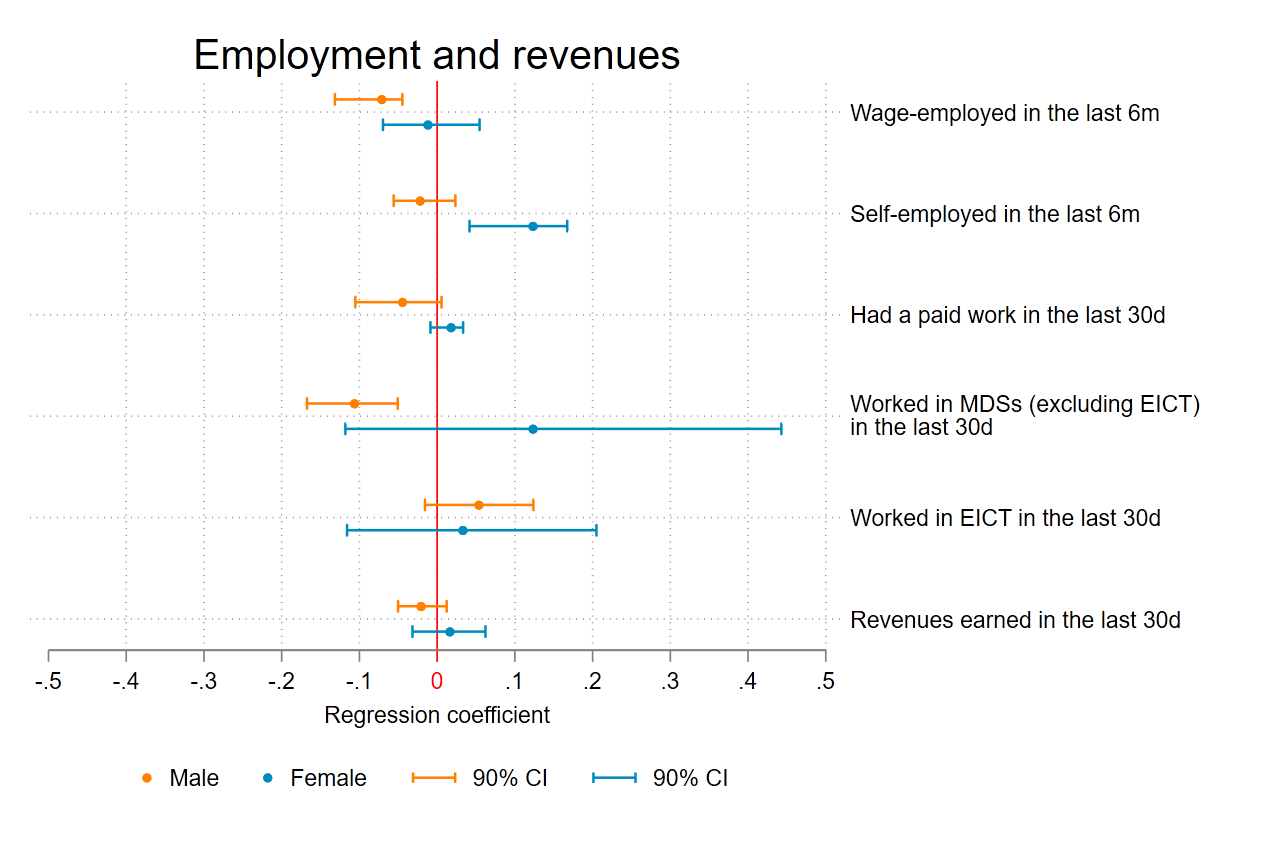 Employment and revenues
Wage-employed in the last 6m
Self-employed in the last 6m
Had a paid work in the last 30d
Worked in MDSs (excluding EICT)
in the last 30d
Worked in EICT in the last 30d
Revenues earned in the last 30d
-.5 -.4 -.3 -.2 -.1 0 .1 .2 .3 .4 .5
Regression coefficient
Male Female 90% CI 90% CI